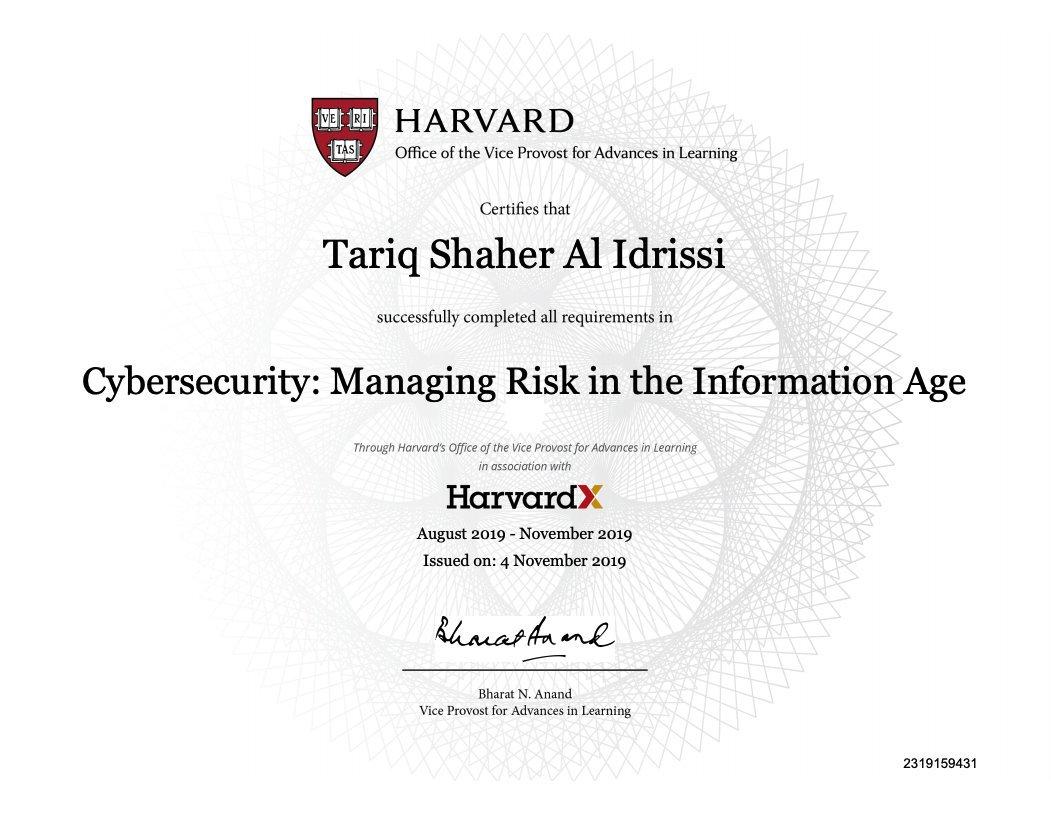 VE RI
TAS
HARVARD
Office of the Vice Provost for Advances in Learning
Certifies that
Tariq Shaher Al Idrissi
successfully completed all requirements in
Cybersecurity: Managing Risk in the Information Age
Through Harvard's Office of the Vice Provost for Advances in Learning
in association with
HarvardX
August 2019 - November 2019
Issued on: 4 November 2019
Bharat Anand
Bharat N. Anand
Vice Provost for Advances in Learning
2319159431